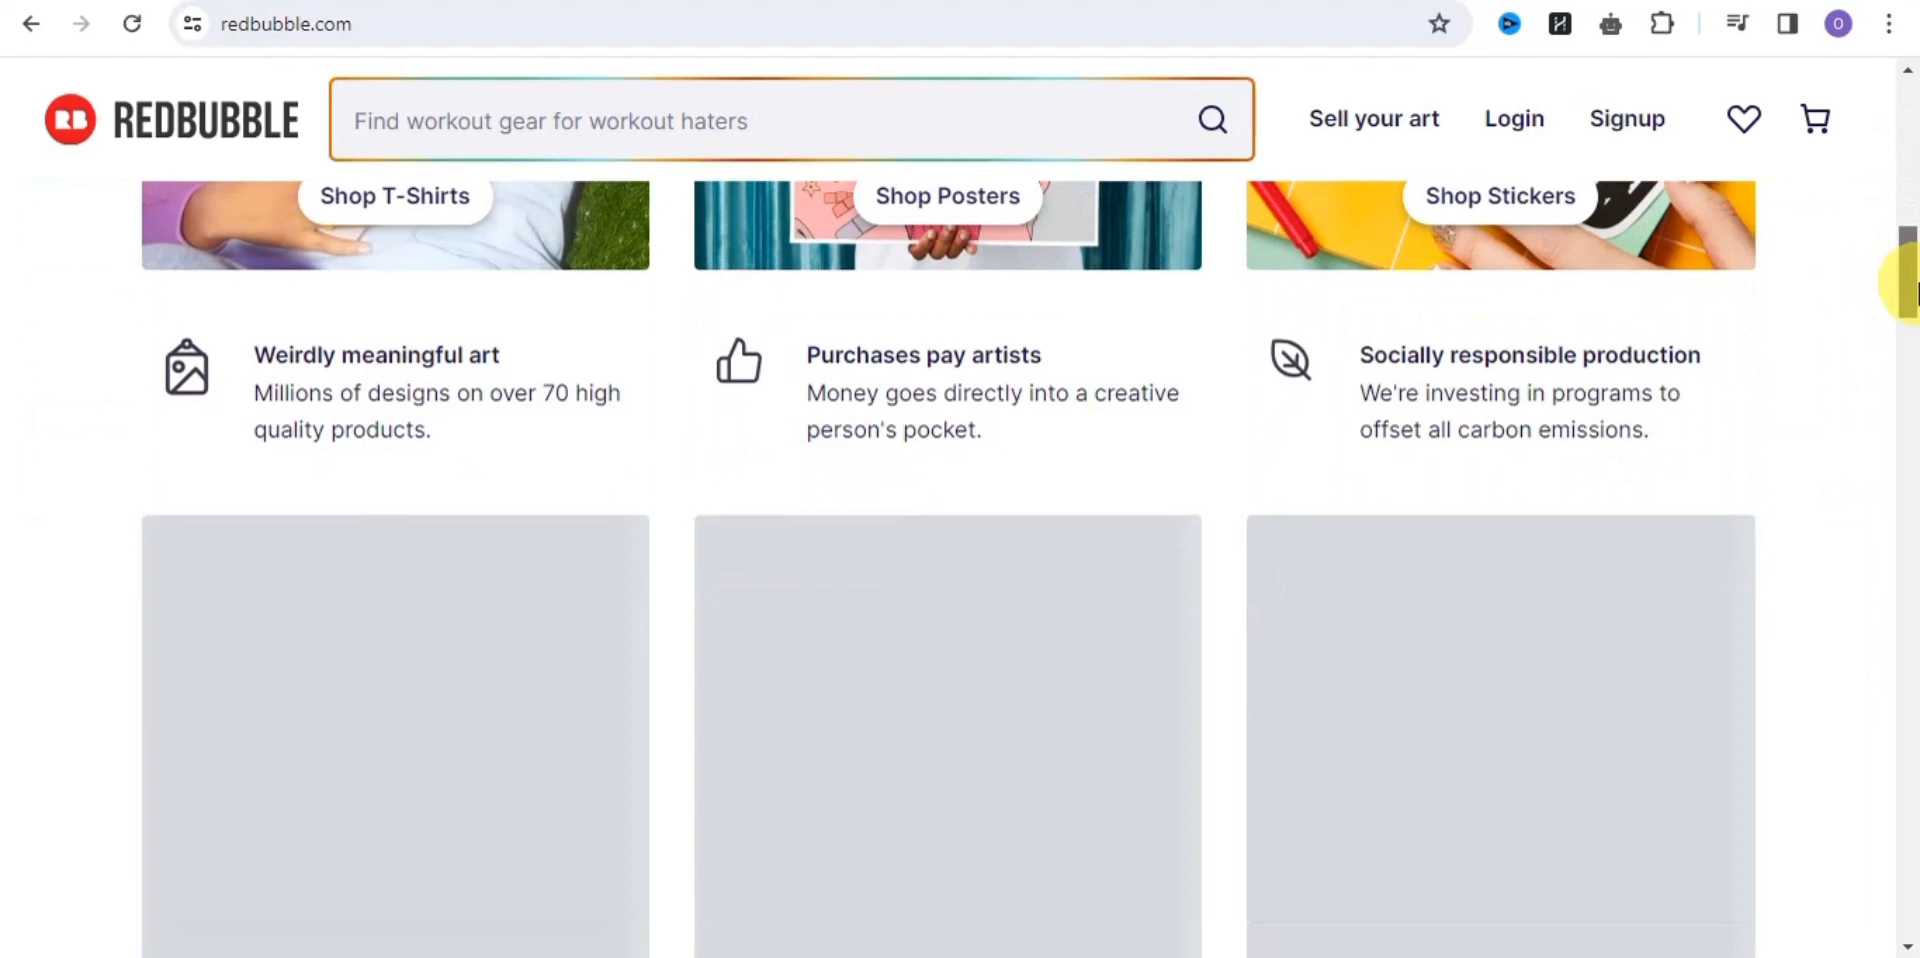 redbubble.com
O
RB REDBUBBLE
Find workout gear for workout haters
Sell your art
Login
Signup
Shop T-Shirts
Shop Posters
Shop Stickers
Weirdly meaningful art
Millions of designs on over 70 high
quality products.
Purchases pay artists
Money goes directly into a creative
person's pocket.
Socially responsible production
We're investing in programs to
offset all carbon emissions.